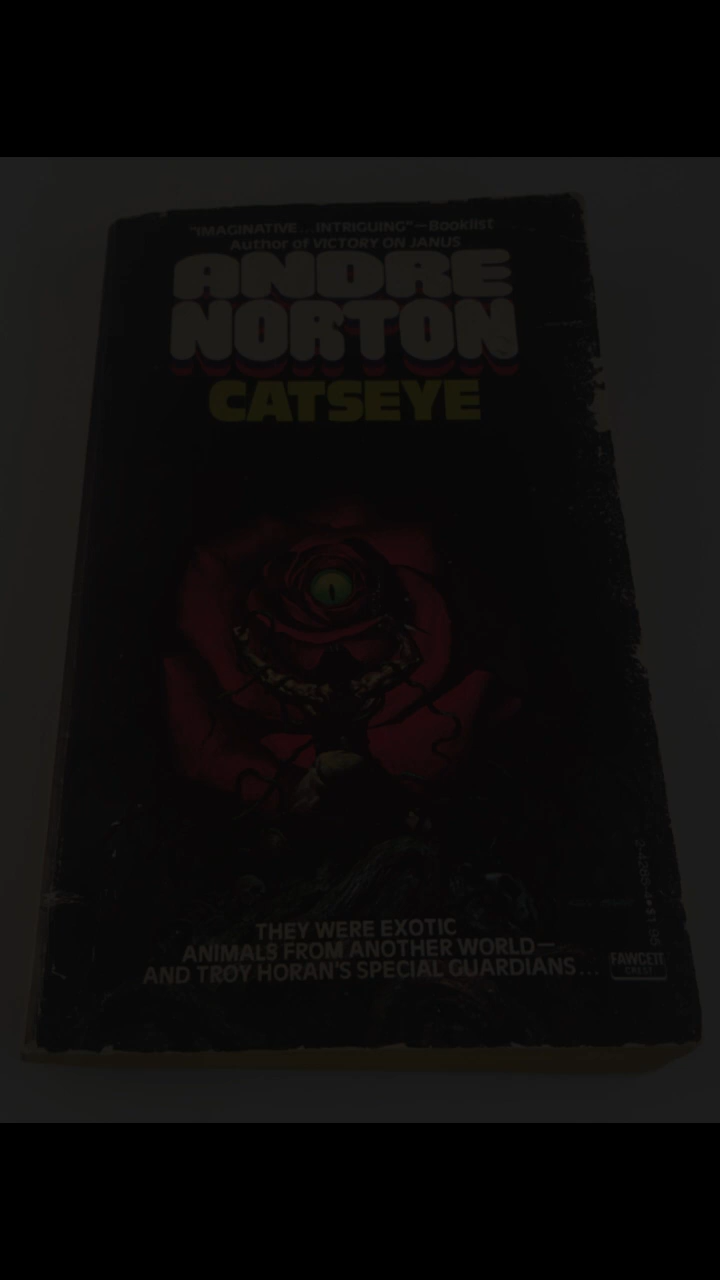 "IMAGINATIVE...INTRIGUING"—Booklist
Author of VICTORY ON JANUS
ANDRE
NORTON
CATSEYE
THEY WERE EXOTIC
ANIMALS FROM ANOTHER WORLD—
AND TROY HORAN'S SPECIAL GUARDIANS...
FAWCETT
CREST